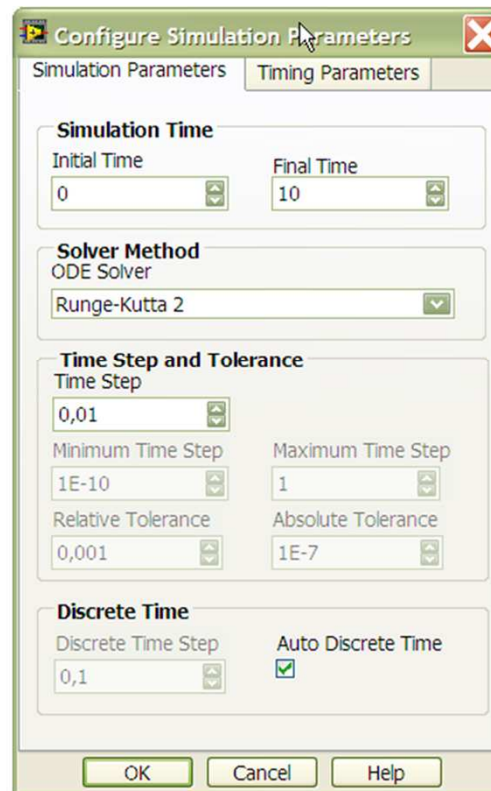 Configure Simulation Parameters
Simulation Parameters Timing Parameters
Simulation Time
Initial Time Final Time
0 10
Solver Method
ODE Solver
Runge-Kutta 2
Time Step and Tolerance
Time Step
0,01
Minimum Time Step Maximum Time Step
1E-10 1
Relative Tolerance Absolute Tolerance
0,001 1E-7
Discrete Time
Discrete Time Step Auto Discrete Time
0,1
OK Cancel Help